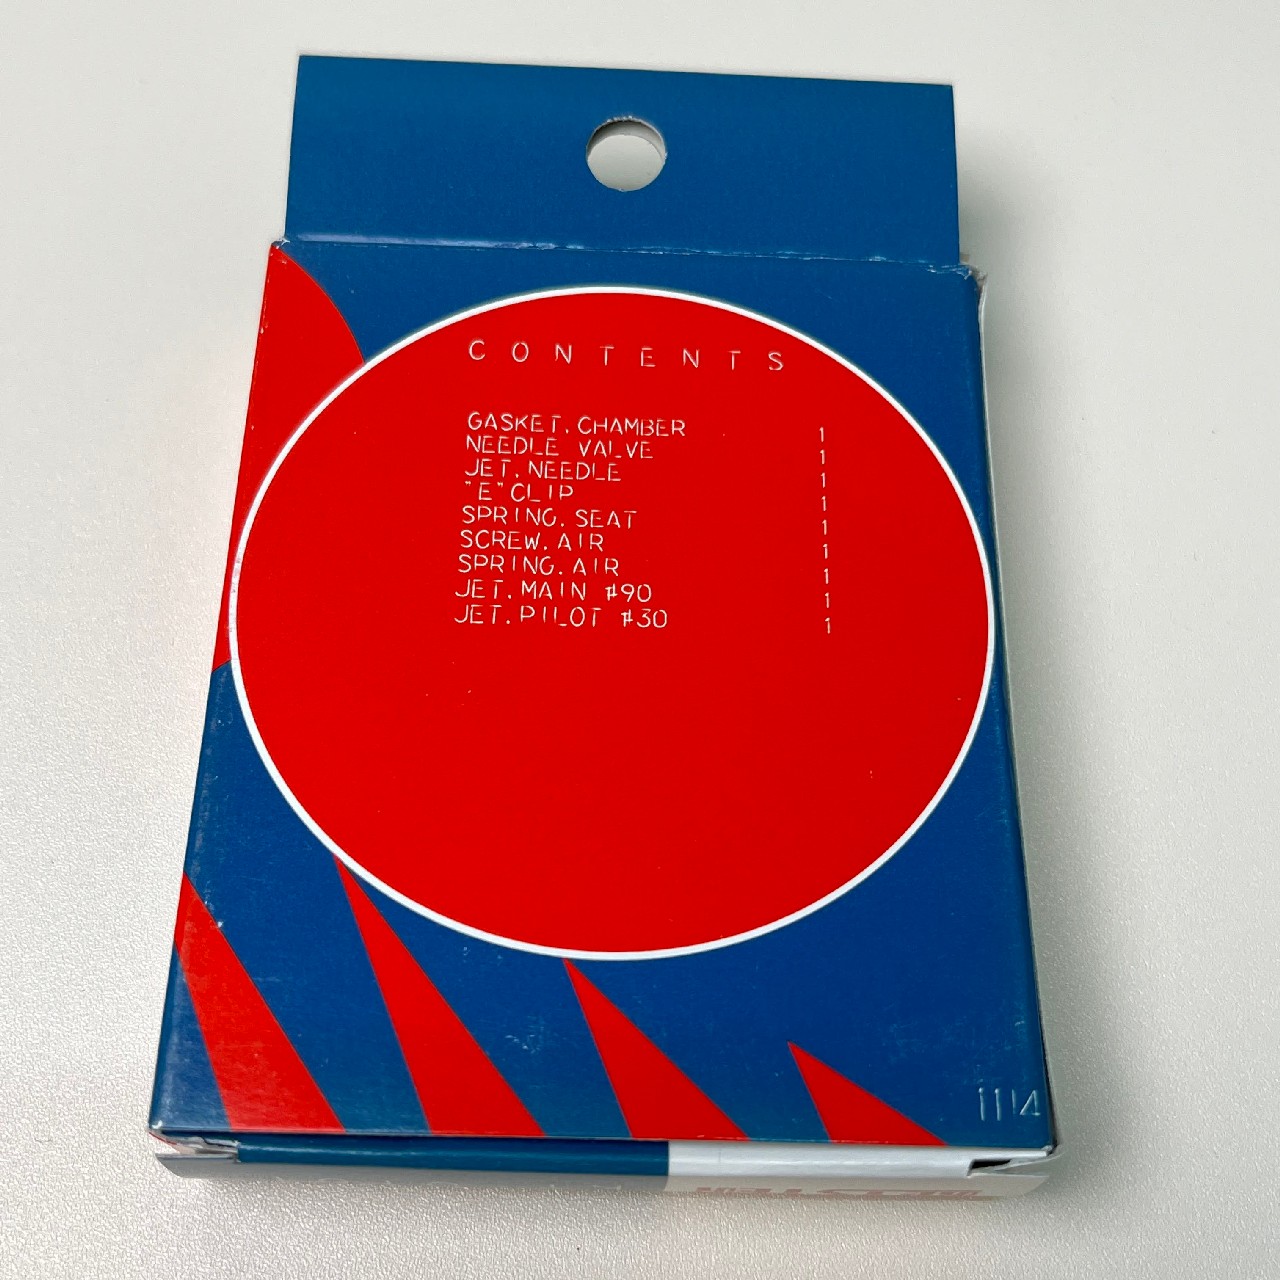 CONTENTS
GASKET.CHAMBER 1
NEEDLE VALVE 1
JET.NEEDLE 1
"E"CLIP 1
SPRING.SEAT 1
SCREW.AIR 1
SPRING.AIR 1
JET.MAIN #90 1
JET.PILOT #30 1